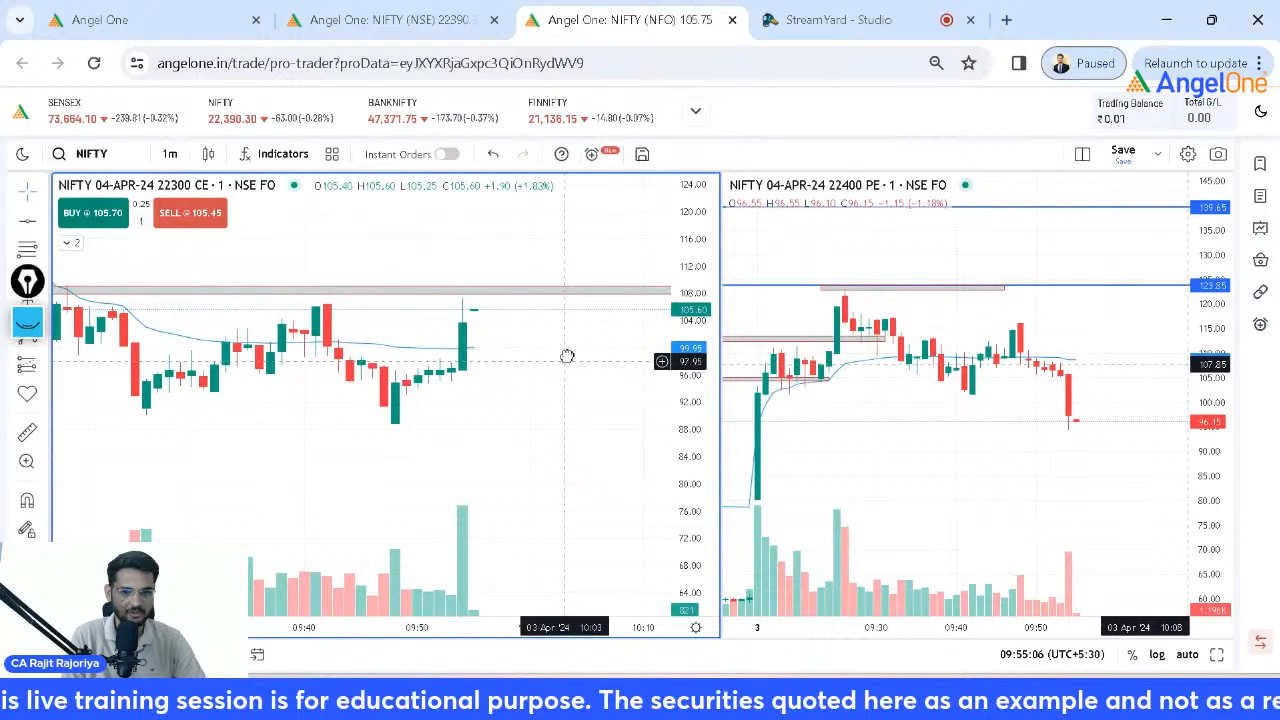 Angel One
Angel One: NIFTY (NSE) 22390.3
Angel One: NIFTY (NFO) 105.75
StreamYard - Studio
angelone.in/trade/pro-trader?proData=eyJXYXRjaGxpc3QiOnRydWV9
Paused
Relaunch to update
AngelOne
SENSEX
73,664.10 -239.81(-0.32%)
NIFTY
22,390.30 -63.00(-0.28%)
BANKNIFTY
47,371.75 -173.70(-0.37%)
FINNIFTY
21,136.15 -14.80(-0.07%)
Trading Balance
₹0.01
Total G/L
0.00
NIFTY
1m
Indicators
Instant Orders
New
Save
Save
NIFTY 04-APR-24 22300 CE · 1 · NSE FO
O105.40 H105.60 L105.25 C105.60 +1.90 (+1.83%)
BUY @ 105.70
0.25
1
SELL @ 105.45
2
124.00
120.00
116.00
112.00
108.00
105.60
104.00
99.95
97.95
96.00
92.00
88.00
84.00
80.00
76.00
72.00
68.00
64.00
821
09:40
09:50
03 Apr '24 10:03
10:10
NIFTY 04-APR-24 22400 PE · 1 · NSE FO
O96.55 H96.55 L96.10 C96.15 -1.15 (-1.18%)
145.00
139.65
135.00
130.00
123.85
120.00
115.00
107.85
105.00
100.00
96.15
90.00
85.00
80.00
75.00
70.00
65.00
60.00
1.196K
3
09:30
09:40
09:50
03 Apr '24 10:08
09:55:06 (UTC+5:30)
%
log
auto
CA Rajit Rajoriya
is live training session is for educational purpose. The securities quoted here as an example and not as a re